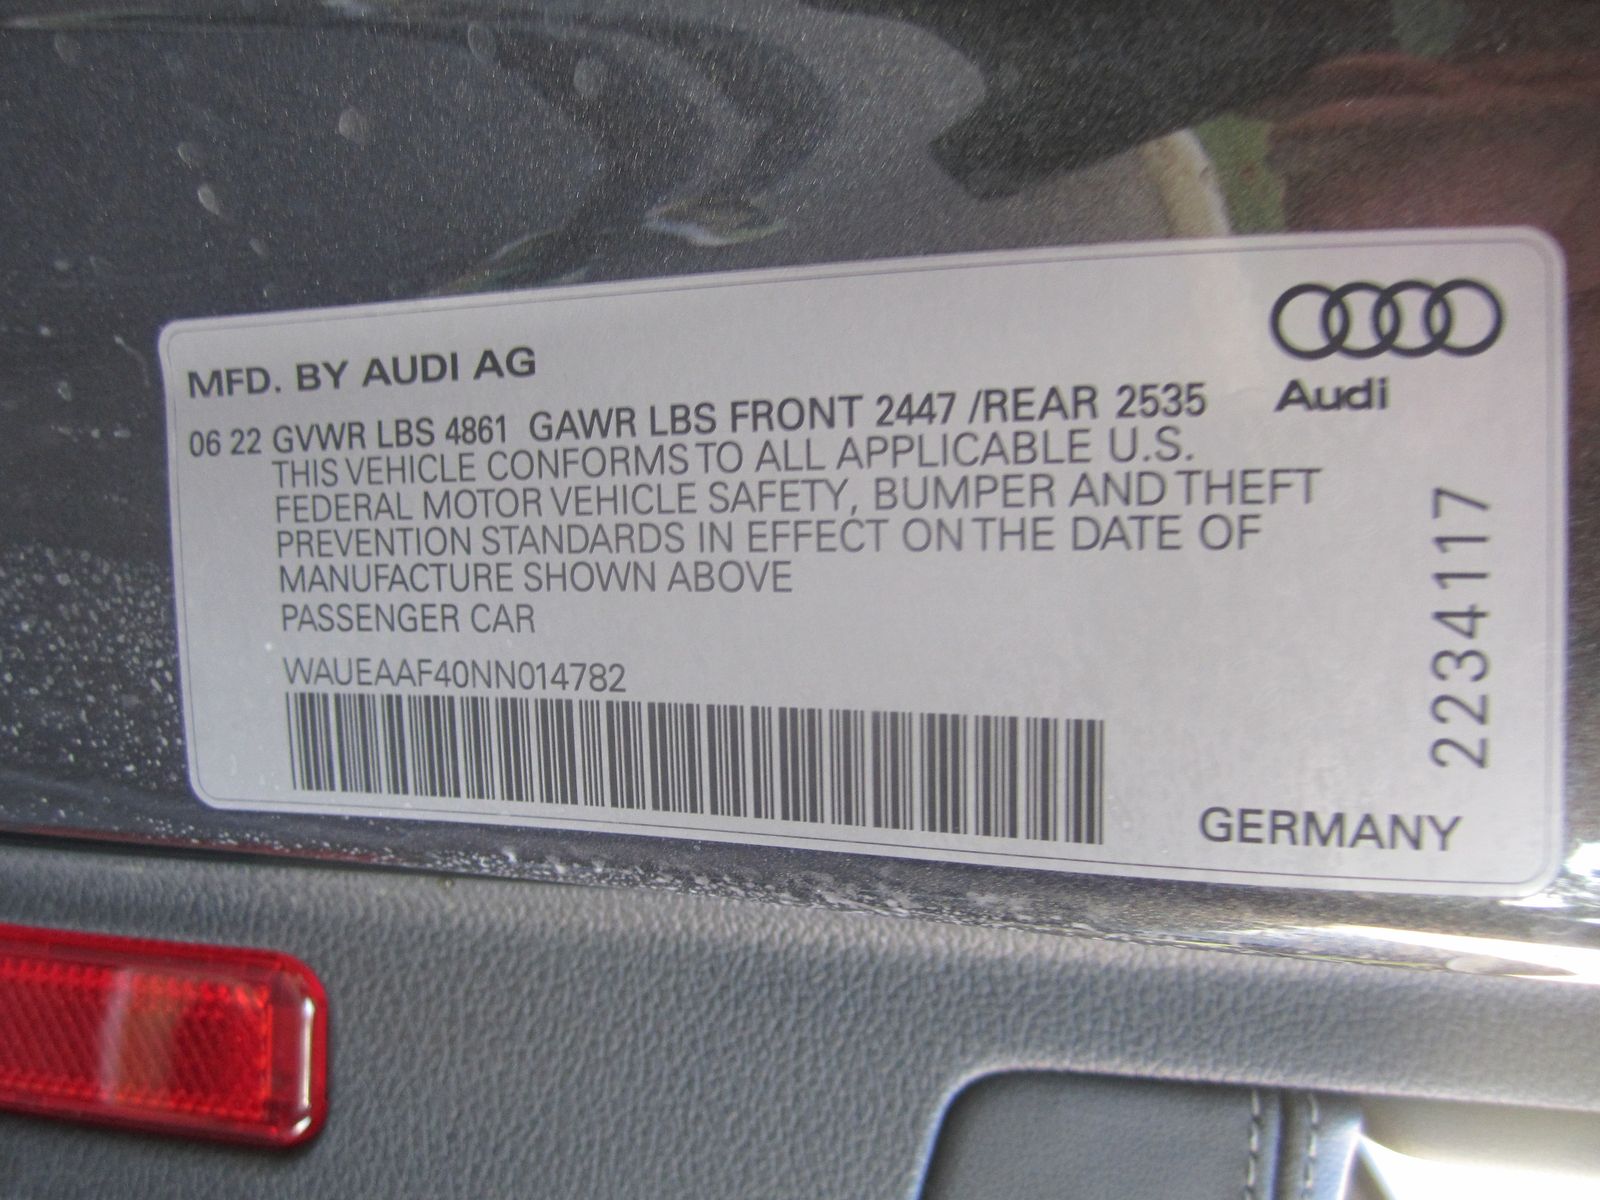 MFD. BY AUDI AG
06 22 GVWR LBS 4861 GAWR LBS FRONT 2447 /REAR 2535
THIS VEHICLE CONFORMS TO ALL APPLICABLE U.S.
FEDERAL MOTOR VEHICLE SAFETY, BUMPER AND THEFT
PREVENTION STANDARDS IN EFFECT ON THE DATE OF
MANUFACTURE SHOWN ABOVE
PASSENGER CAR
WAUEAAF40NN014782
Audi
2234117
GERMANY